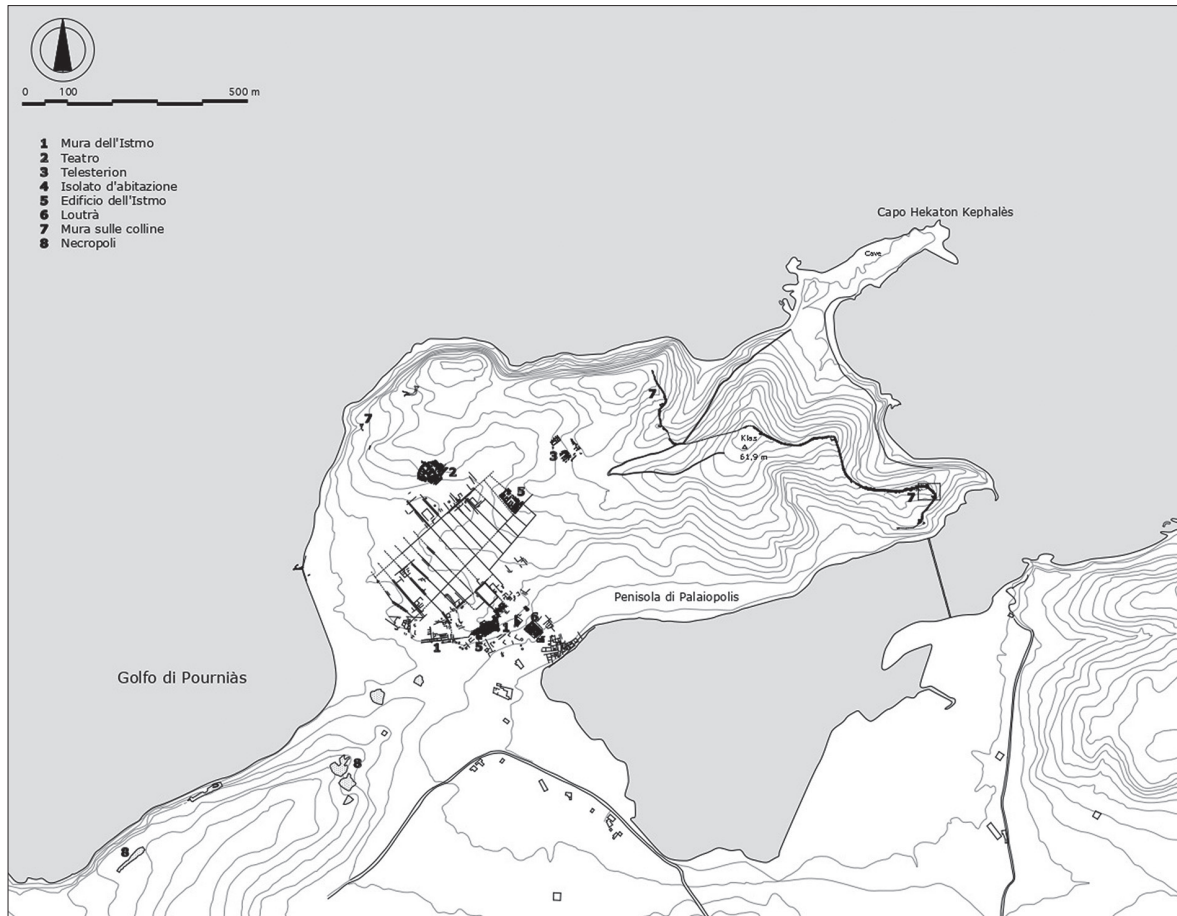 0 100 500 m
1 Mura dell'Istmo
2 Teatro
3 Telesterion
4 Isolato d'abitazione
5 Edificio dell'Istmo
6 Loutrà
7 Mura sulle colline
8 Necropoli
Capo Hekaton Kephalès
Cave
7
7
Klas
61,9 m
3
2
5
7
Penisola di Palaiopolis
6
1
1
5
Golfo di Pourniàs
8
8